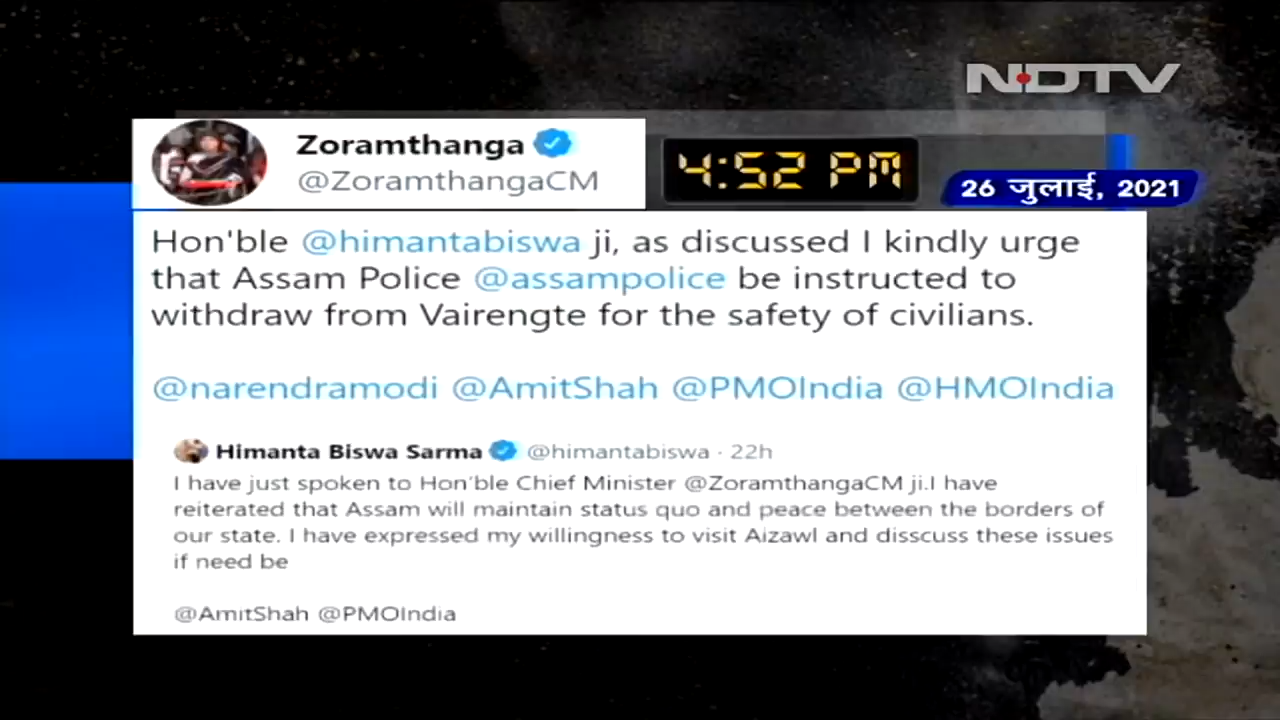 NDTV
Zoramthanga
@ZoramthangaCM
4:52 PM
26 जुलाई, 2021
Hon'ble @himantabiswa ji, as discussed I kindly urge
that Assam Police @assampolice be instructed to
withdraw from Vairengte for the safety of civilians.
@narendramodi @AmitShah @PMOIndia @HMOIndia
Himanta Biswa Sarma @himantabiswa · 22h
I have just spoken to Hon'ble Chief Minister @ZoramthangaCM ji.I have
reiterated that Assam will maintain status quo and peace between the borders of
our state. I have expressed my willingness to visit Aizawl and disscuss these issues
if need be
@AmitShah @PMOIndia